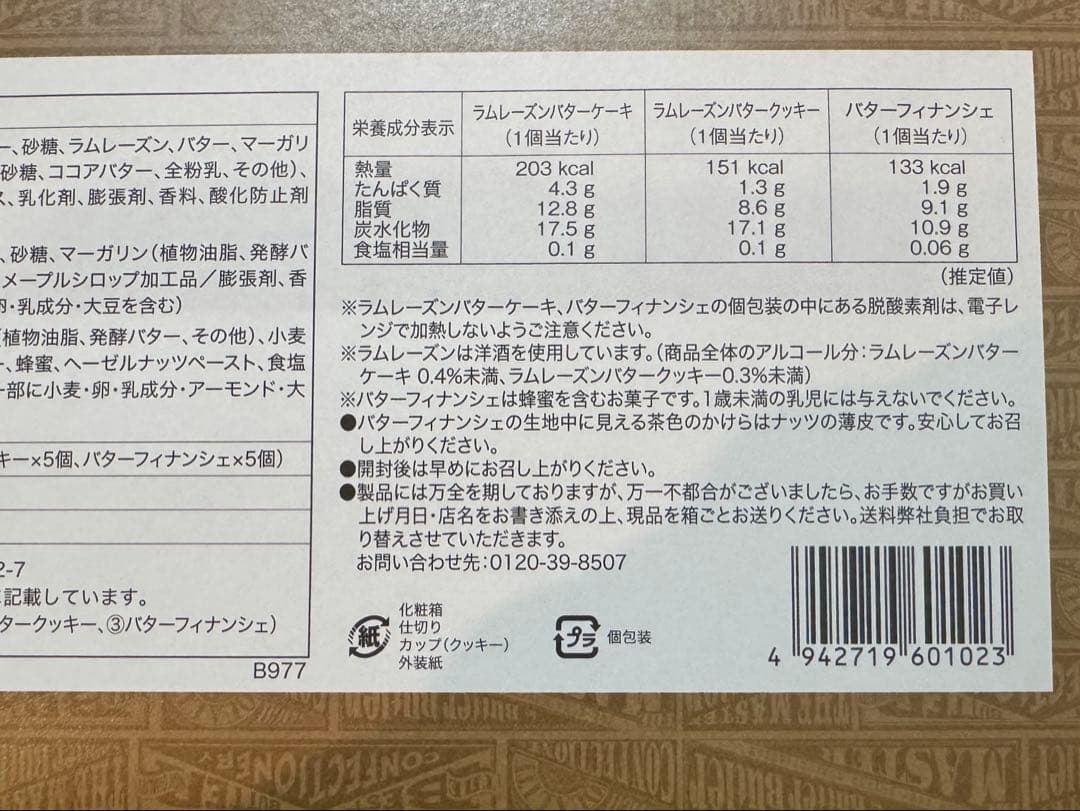 ー、砂糖、ラムレーズン、バター、マーガリ
砂糖、ココアバター、全粉乳、その他)、
ス、乳化剤、膨張剤、香料、酸化防止剤
、砂糖、マーガリン(植物油脂、発酵バ
メープルシロップ加工品／膨張剤、香
卵・乳成分・大豆を含む)
植物油脂、発酵バター、その他)、小麦
ー、蜂蜜、ヘーゼルナッツペースト、食塩
一部に小麦・卵・乳成分・アーモンド・大
キー×5個、バターフィナンシェ×5個)
2-7
記載しています。
タークッキー、③バターフィナンシェ)
B977
栄養成分表示 ラムレーズンバターケーキ (1個当たり) ラムレーズンバタークッキー (1個当たり) バターフィナンシェ (1個当たり)
熱量 203 kcal 151 kcal 133 kcal
たんぱく質 4.3 g 1.3 g 1.9 g
脂質 12.8 g 8.6 g 9.1 g
炭水化物 17.5 g 17.1 g 10.9 g
食塩相当量 0.1 g 0.1 g 0.06 g
(推定値)
※ラムレーズンバターケーキ、バターフィナンシェの個包装の中にある脱酸素剤は、電子レ
ンジで加熱しないようご注意ください。
※ラムレーズンは洋酒を使用しています。(商品全体のアルコール分：ラムレーズンバター
ケーキ 0.4%未満、ラムレーズンバタークッキー0.3%未満)
※バターフィナンシェは蜂蜜を含むお菓子です。1歳未満の乳児には与えないでください。
●バターフィナンシェの生地中に見える茶色のかけらはナッツの薄皮です。安心してお召
し上がりください。
●開封後は早めにお召し上がりください。
●製品には万全を期しておりますが、万一不都合がございましたら、お手数ですがお買い
上げ月日・店名をお書き添えの上、現品を箱ごとお送りください。送料弊社負担でお取
り替えさせていただきます。
お問い合わせ先：0120-39-8507
紙
化粧箱
仕切り
カップ(クッキー)
外装紙
プラ 個包装
4 942719 601023
MASTER
CONFECTIONERY